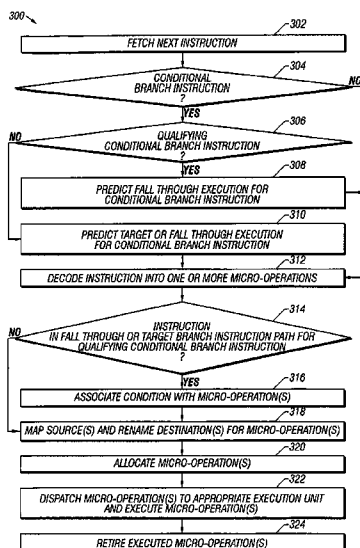 300
302
FETCH NEXT INSTRUCTION
304
CONDITIONAL
BRANCH INSTRUCTION
?
NO
YES
306
NO
QUALIFYING
CONDITIONAL BRANCH INSTRUCTION
?
YES
308
PREDICT FALL THROUGH EXECUTION FOR
CONDITIONAL BRANCH INSTRUCTION
310
PREDICT TARGET OR FALL THROUGH EXECUTION
FOR CONDITIONAL BRANCH INSTRUCTION
312
DECODE INSTRUCTION INTO ONE OR MORE MICRO-OPERATIONS
314
NO
INSTRUCTION
IN FALL THROUGH OR TARGET BRANCH INSTRUCTION PATH FOR
QUALIFYING CONDITIONAL BRANCH INSTRUCTION
?
YES
316
ASSOCIATE CONDITION WITH MICRO-OPERATION(S)
318
MAP SOURCE(S) AND RENAME DESTINATION(S) FOR MICRO-OPERATION(S)
320
ALLOCATE MICRO-OPERATION(S)
322
DISPATCH MICRO-OPERATION(S) TO APPROPRIATE EXECUTION UNIT
AND EXECUTE MICRO-OPERATION(S)
324
RETIRE EXECUTED MICRO-OPERATION(S)